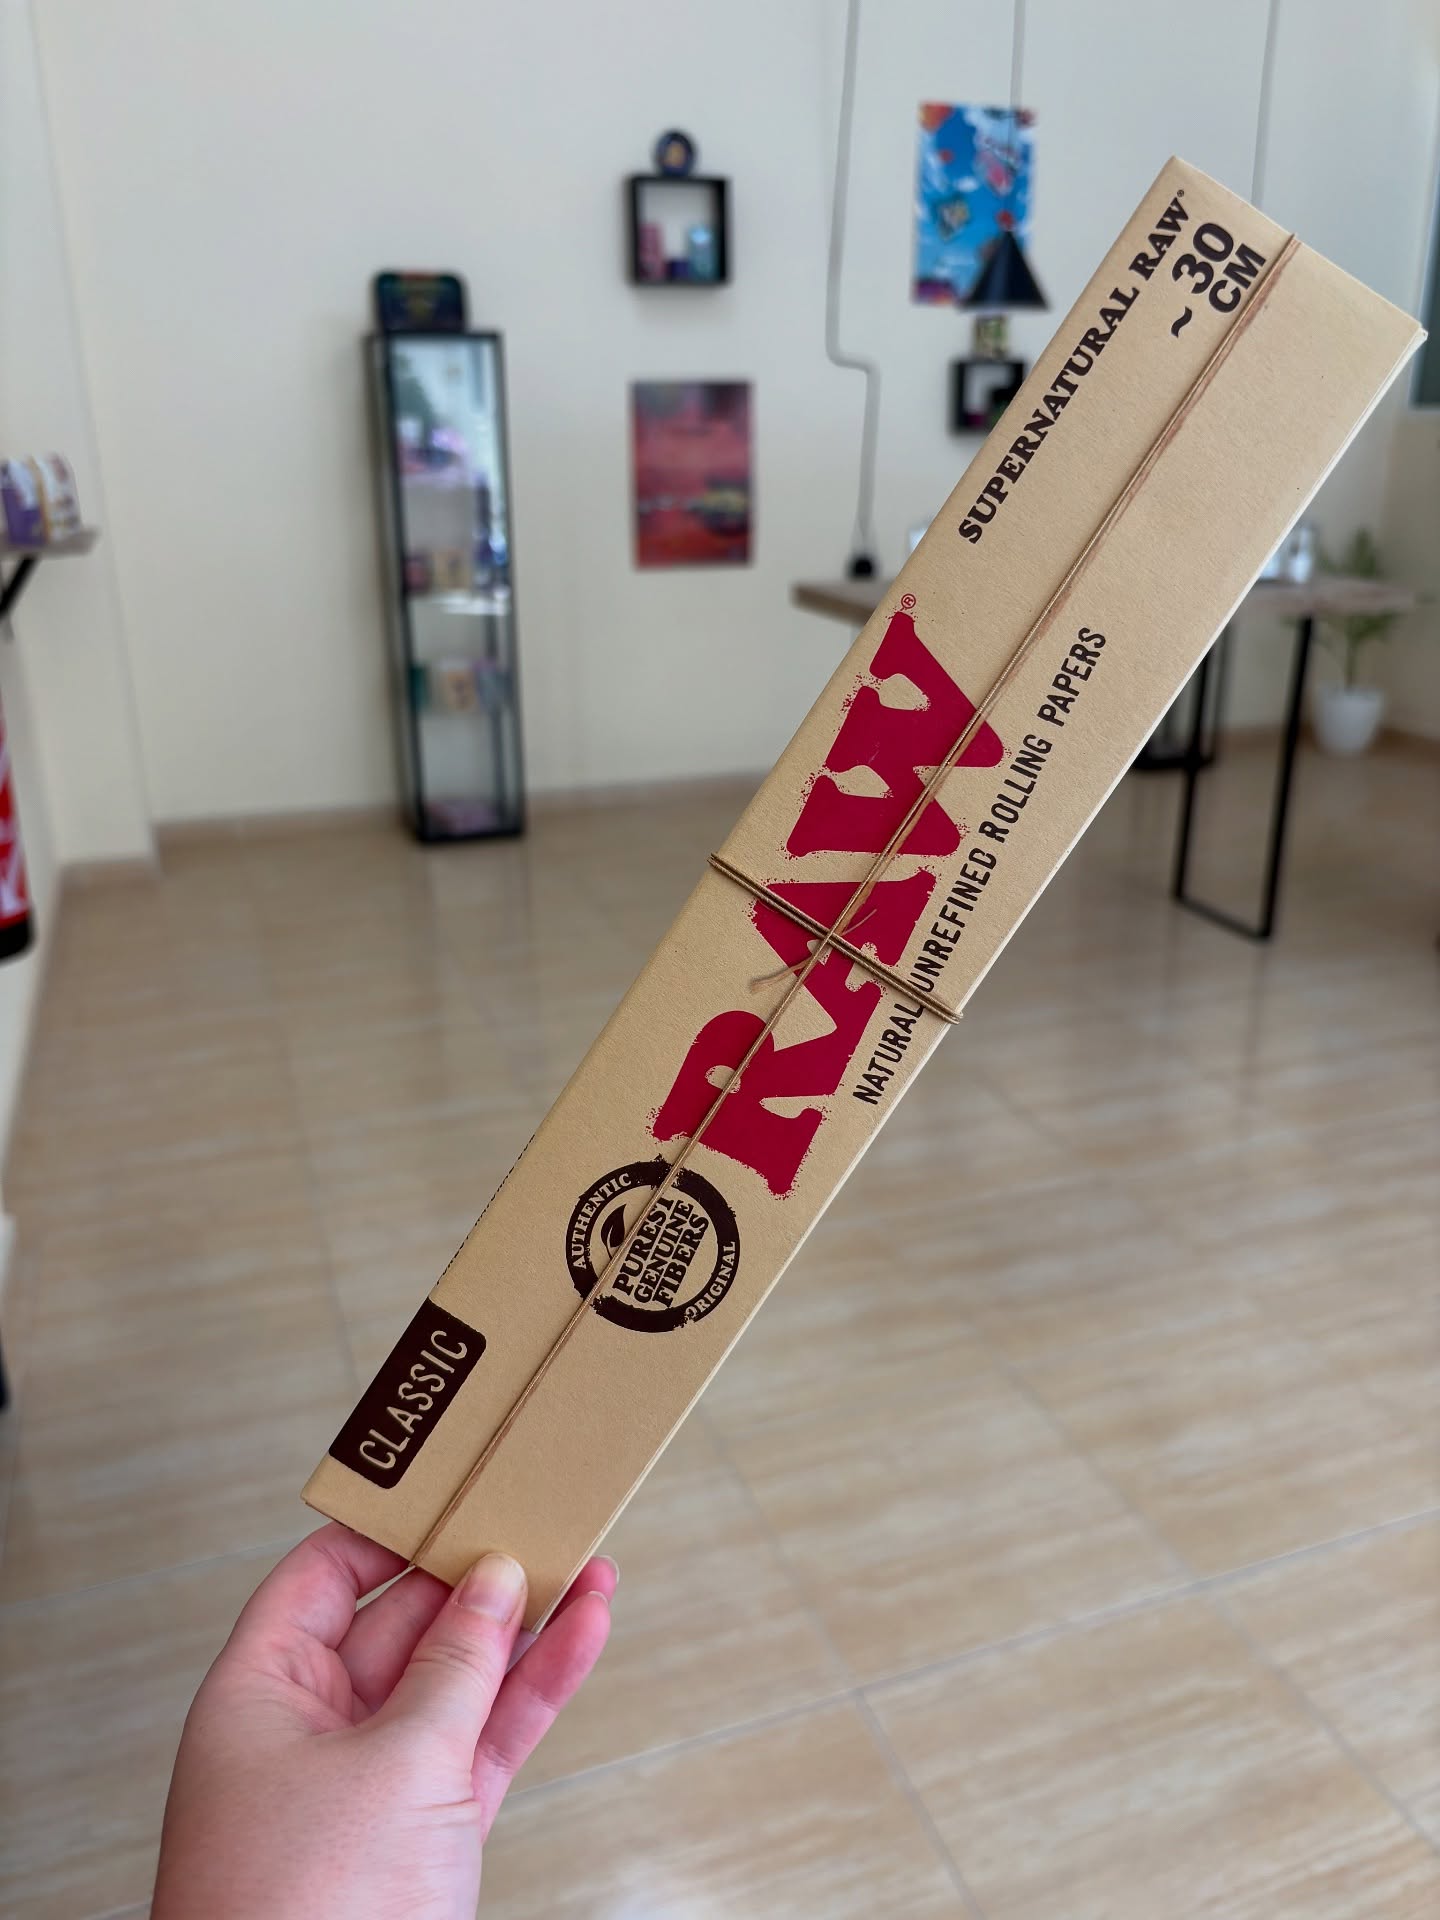 SUPERNATURAL RAW®
~ 30
CM
RAW®
NATURAL UNREFINED ROLLING PAPERS
AUTHENTIC
PUREST
GENUINE
FIBERS
ORIGINAL
CLASSIC